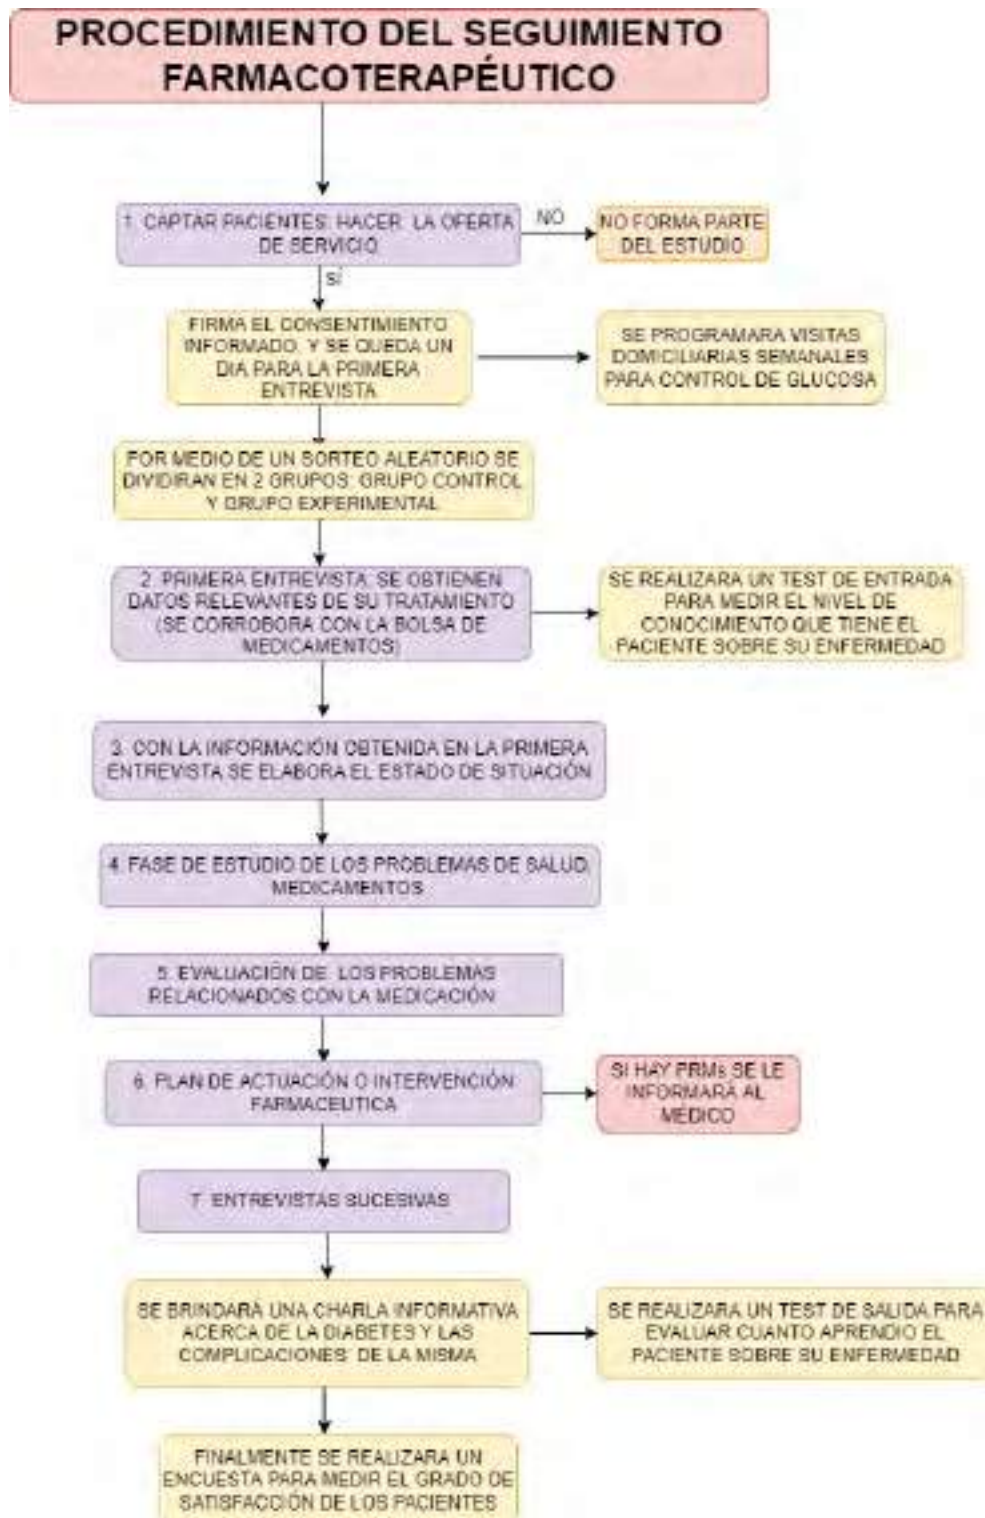 PROCEDIMIENTO DEL SEGUIMIENTO
FARMACOTERAPÉUTICO
1. CAPTAR PACIENTES: HACER LA OFERTA
DE SERVICIO
NO
NO FORMA PARTE
DEL ESTUDIO
SÍ
FIRMA EL CONSENTIMIENTO
INFORMADO, Y SE QUEDA UN
DIA PARA LA PRIMERA
ENTREVISTA
SE PROGRAMARA VISITAS
DOMICILIARIAS SEMANALES
PARA CONTROL DE GLUCOSA
POR MEDIO DE UN SORTEO ALEATORIO SE
DIVIDIRAN EN 2 GRUPOS: GRUPO CONTROL
Y GRUPO EXPERIMENTAL
2. PRIMERA ENTREVISTA: SE OBTIENEN
DATOS RELEVANTES DE SU TRATAMIENTO
(SE CORROBORA CON LA BOLSA DE
MEDICAMENTOS)
SE REALIZARA UN TEST DE ENTRADA
PARA MEDIR EL NIVEL DE
CONOCIMIENTO QUE TIENE EL
PACIENTE SOBRE SU ENFERMEDAD
3. CON LA INFORMACIÓN OBTENIDA EN LA PRIMERA
ENTREVISTA SE ELABORA EL ESTADO DE SITUACIÓN
4. FASE DE ESTUDIO DE LOS PROBLEMAS DE SALUD,
MEDICAMENTOS
5. EVALUACIÓN DE LOS PROBLEMAS
RELACIONADOS CON LA MEDICACIÓN
6. PLAN DE ACTUACIÓN O INTERVENCIÓN
FARMACEUTICA
SI HAY PRMs SE LE
INFORMARÁ AL
MÉDICO
7. ENTREVISTAS SUCESIVAS
SE BRINDARÁ UNA CHARLA INFORMATIVA
ACERCA DE LA DIABETES Y LAS
COMPLICACIONES DE LA MISMA
SE REALIZARA UN TEST DE SALIDA PARA
EVALUAR CUANTO APRENDIO EL
PACIENTE SOBRE SU ENFERMEDAD
FINALMENTE SE REALIZARA UN
ENCUESTA PARA MEDIR EL GRADO DE
SATISFACCIÓN DE LOS PACIENTES